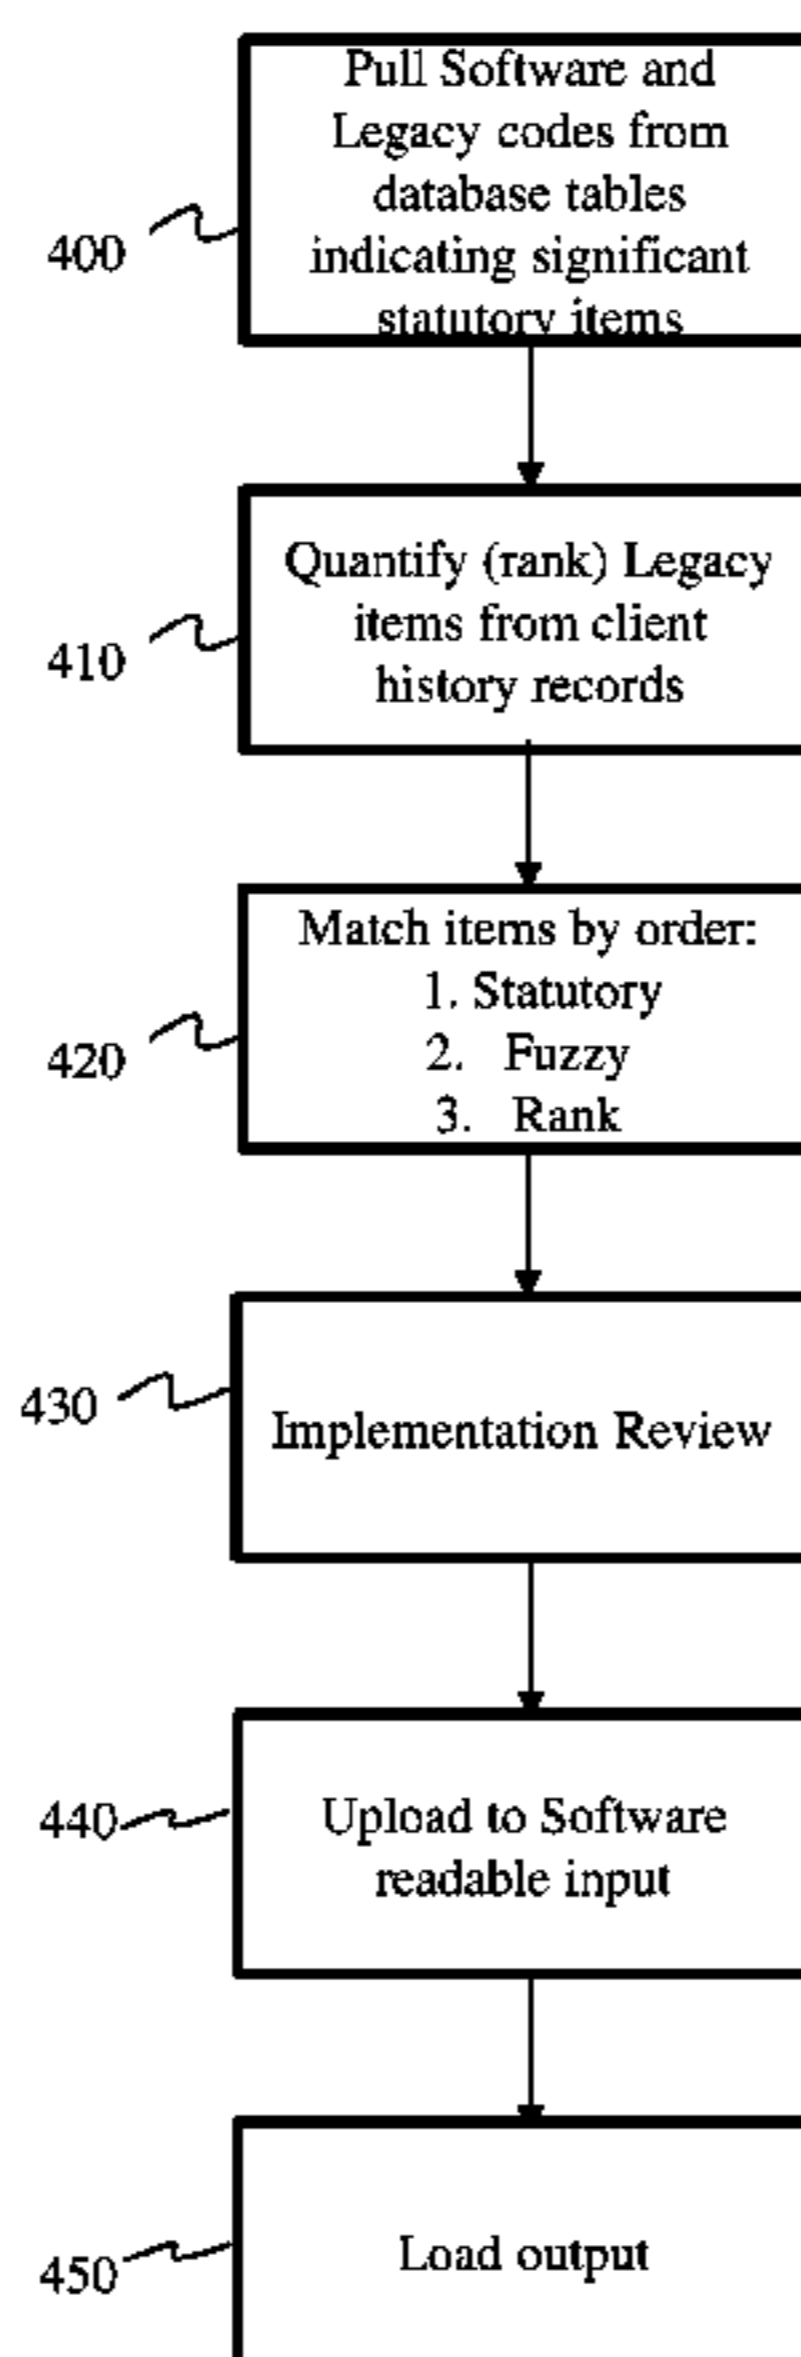 Pull Software and
Legacy codes from
database tables
indicating significant
statutory items
400
Quantify (rank) Legacy
items from client
history records
410
Match items by order:
1. Statutory
2. Fuzzy
3. Rank
420
Implementation Review
430
Upload to Software
readable input
440
Load output
450